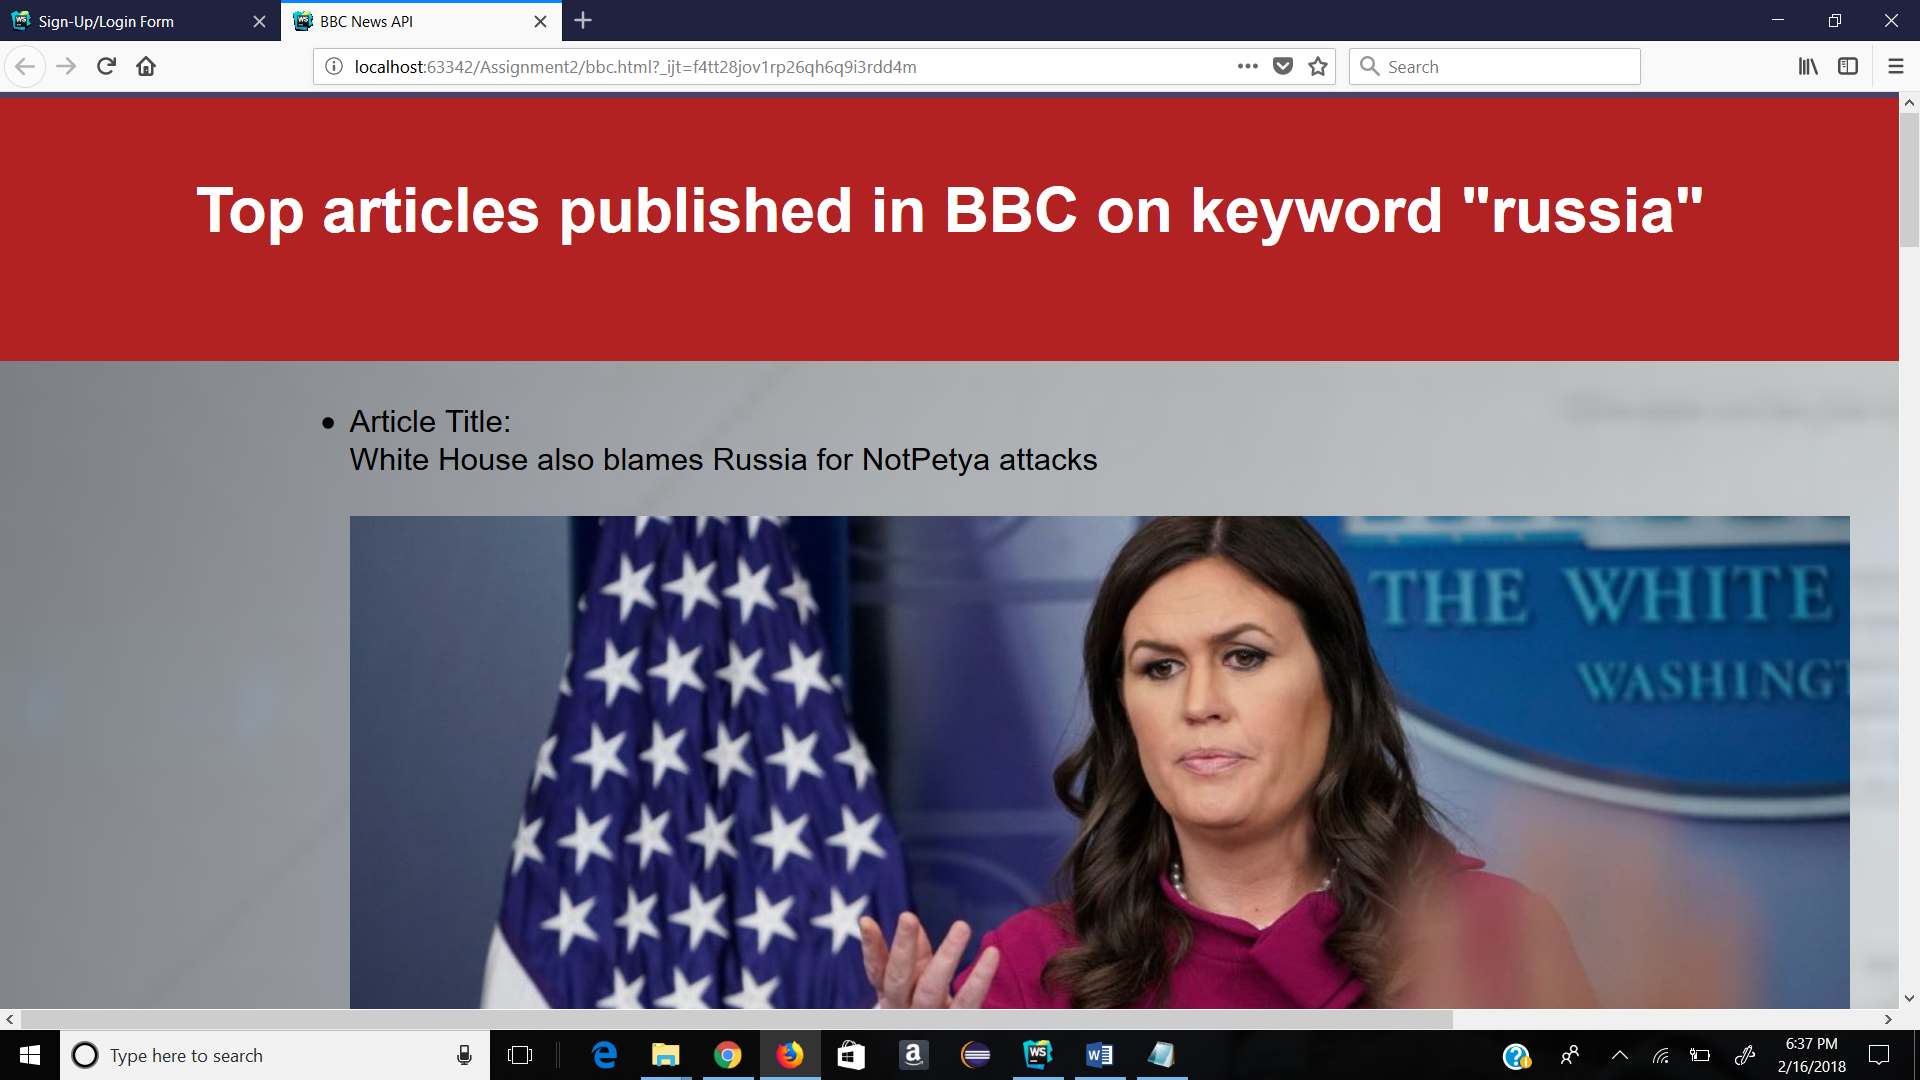 Sign-Up/Login Form
BBC News API
localhost:63342/Assignment2/bbc.html?_ijt=f4tt28jov1rp26qh6q9i3rdd4m
Search
Top articles published in BBC on keyword "russia"
Article Title:
White House also blames Russia for NotPetya attacks
THE WHITE
WASHINGT
Type here to search
6:37 PM
2/16/2018